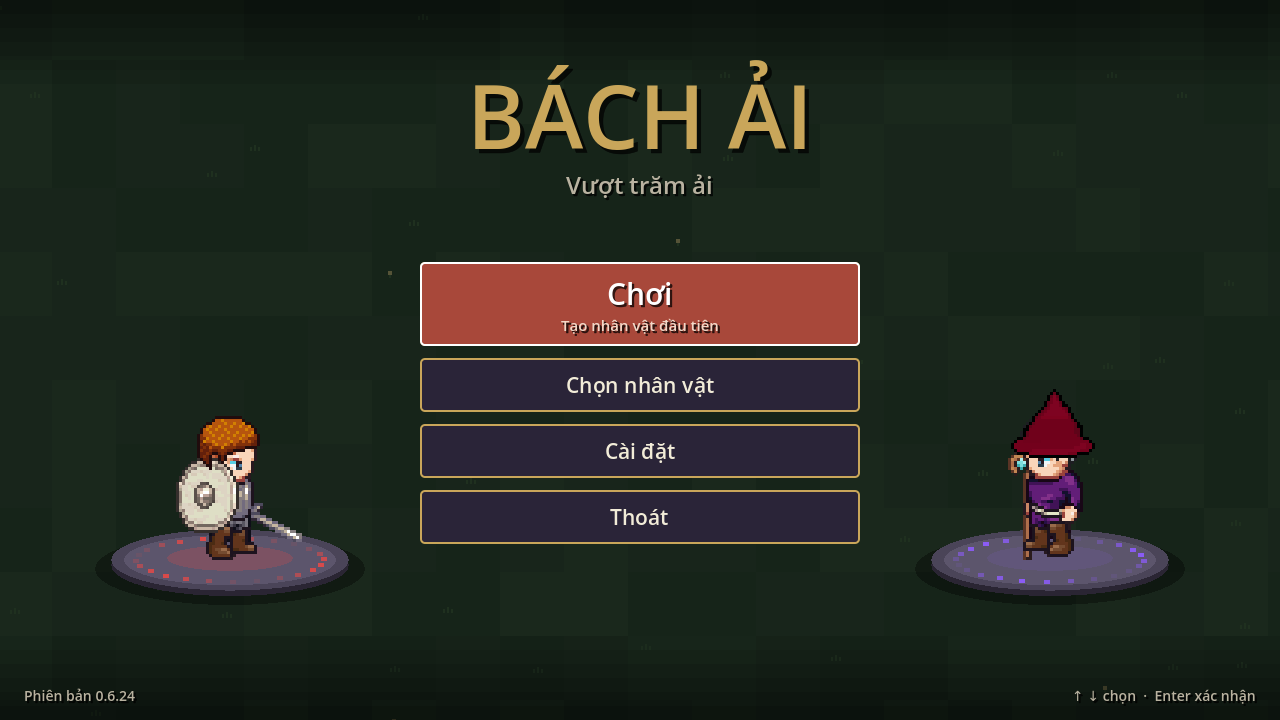 BÁCH ẢI
Vượt trăm ải
Chơi
Tạo nhân vật đầu tiên
Chọn nhân vật
Cài đặt
Thoát
Phiên bản 0.6.24
↑ ↓ chọn · Enter xác nhận